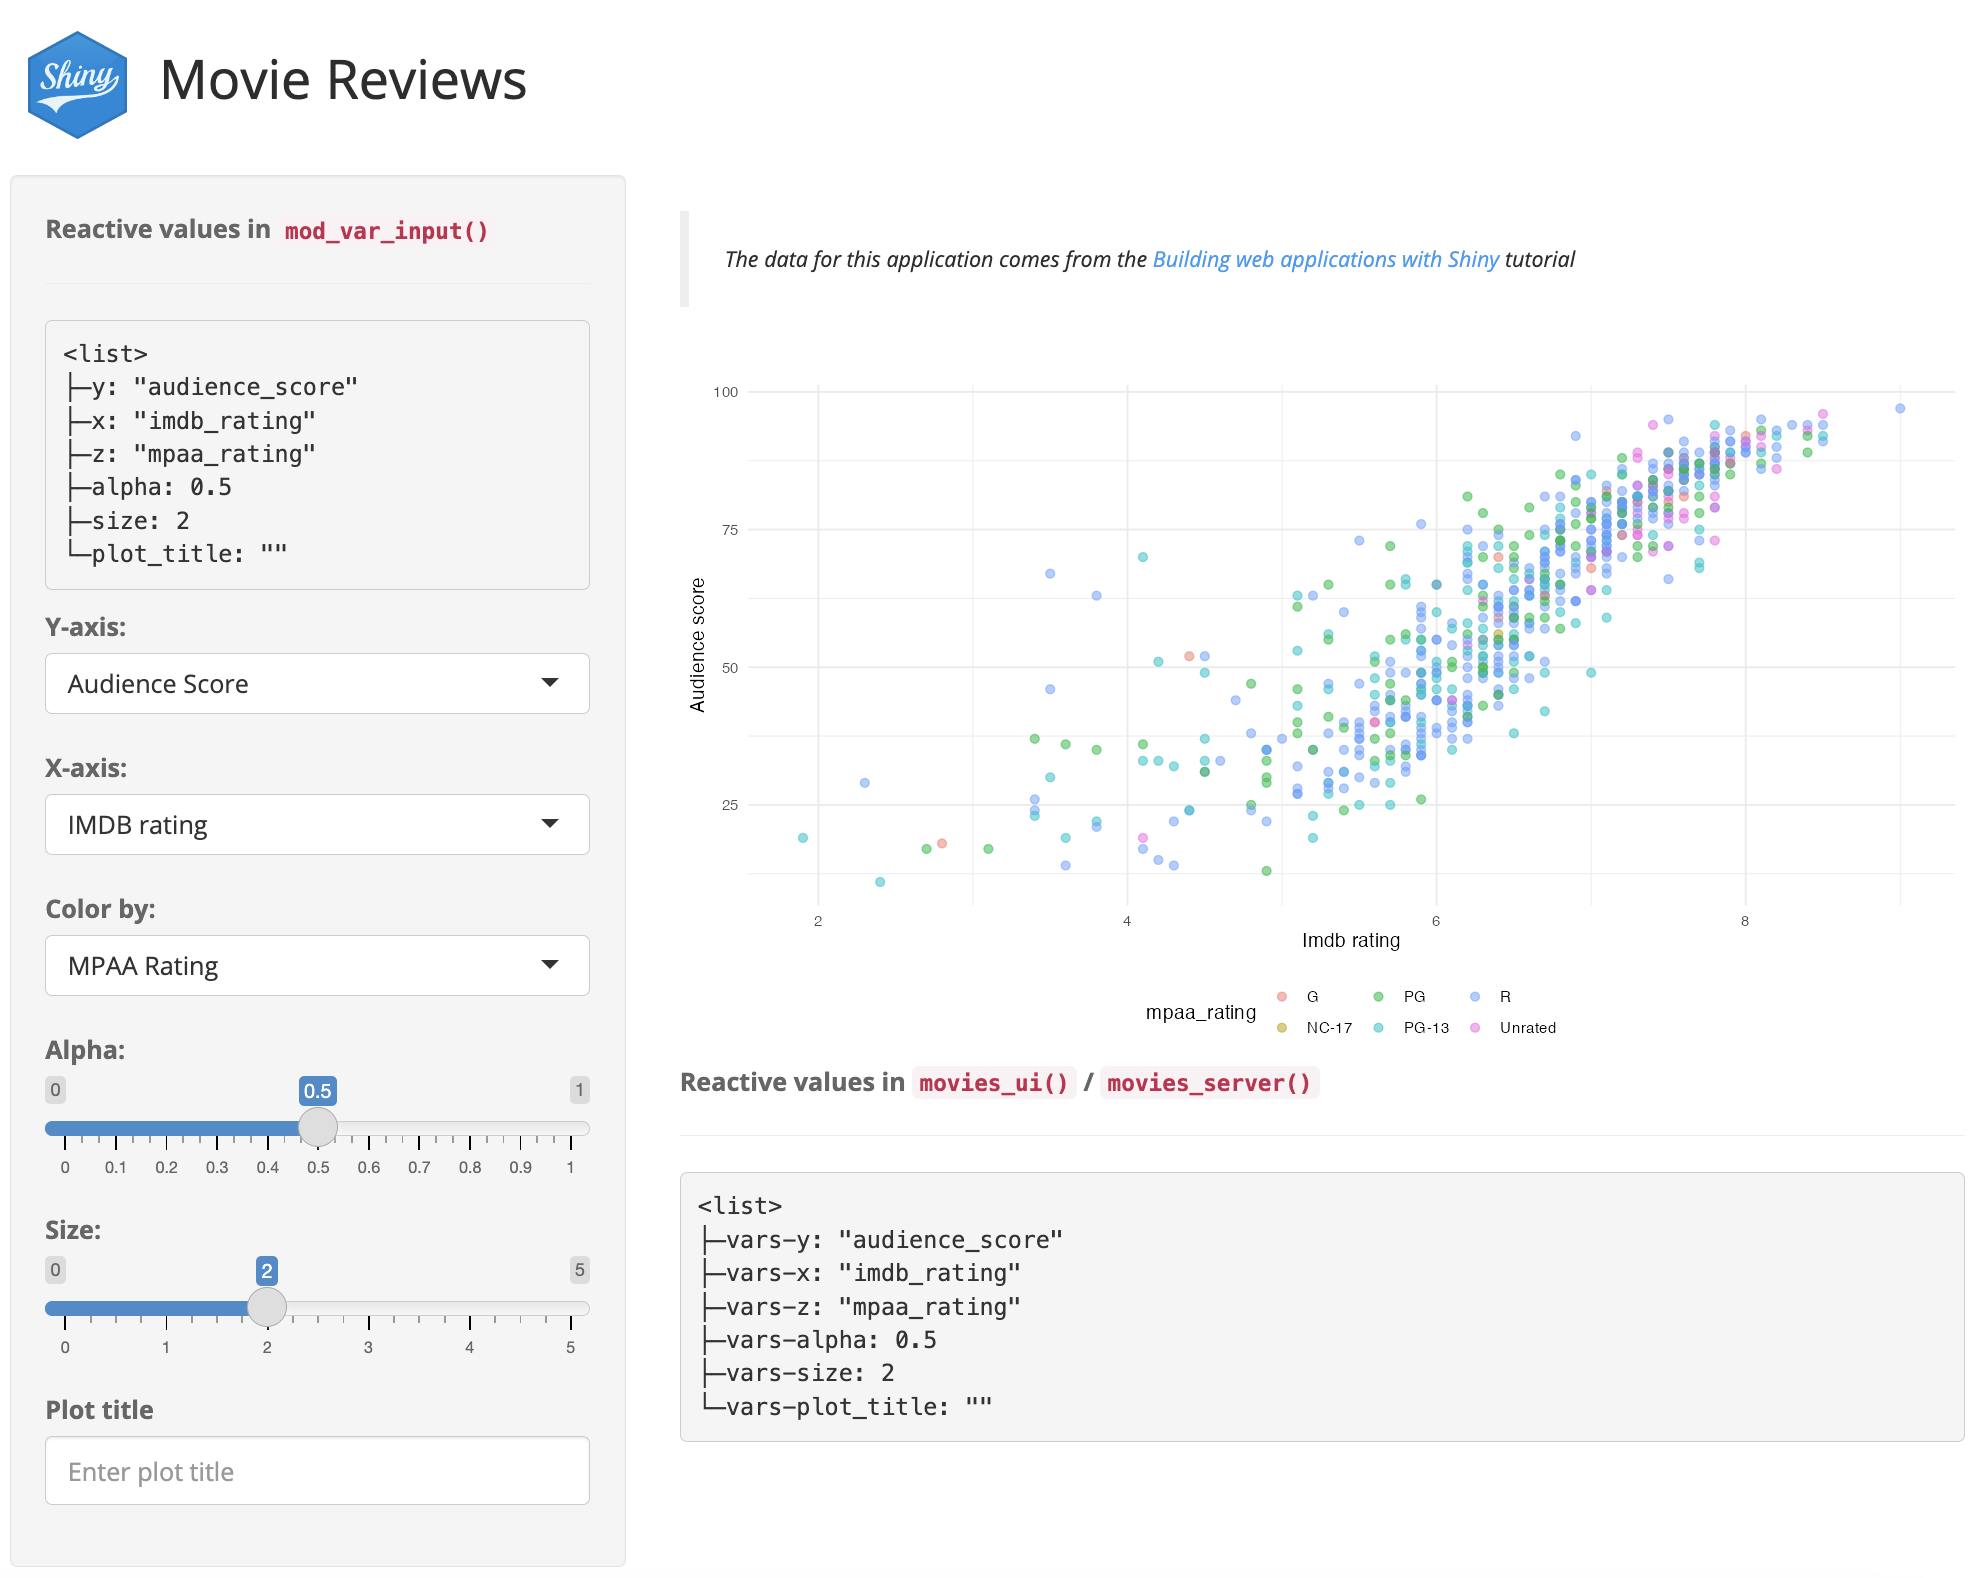 Shiny
Movie Reviews
Reactive values in mod_var_input()
<list>
├─y: "audience_score"
├─x: "imdb_rating"
├─z: "mpaa_rating"
├─alpha: 0.5
├─size: 2
└─plot_title: ""
Y-axis:
Audience Score
X-axis:
IMDB rating
Color by:
MPAA Rating
Alpha:
0 0.5 1
0 0.1 0.2 0.3 0.4 0.5 0.6 0.7 0.8 0.9 1
Size:
0 2 5
0 1 2 3 4 5
Plot title
Enter plot title
The data for this application comes from the Building web applications with Shiny tutorial
100
75
50
25
Audience score
2 4 6 8
Imdb rating
mpaa_rating
G PG R
NC-17 PG-13 Unrated
Reactive values in movies_ui() / movies_server()
<list>
├─vars-y: "audience_score"
├─vars-x: "imdb_rating"
├─vars-z: "mpaa_rating"
├─vars-alpha: 0.5
├─vars-size: 2
└─vars-plot_title: ""